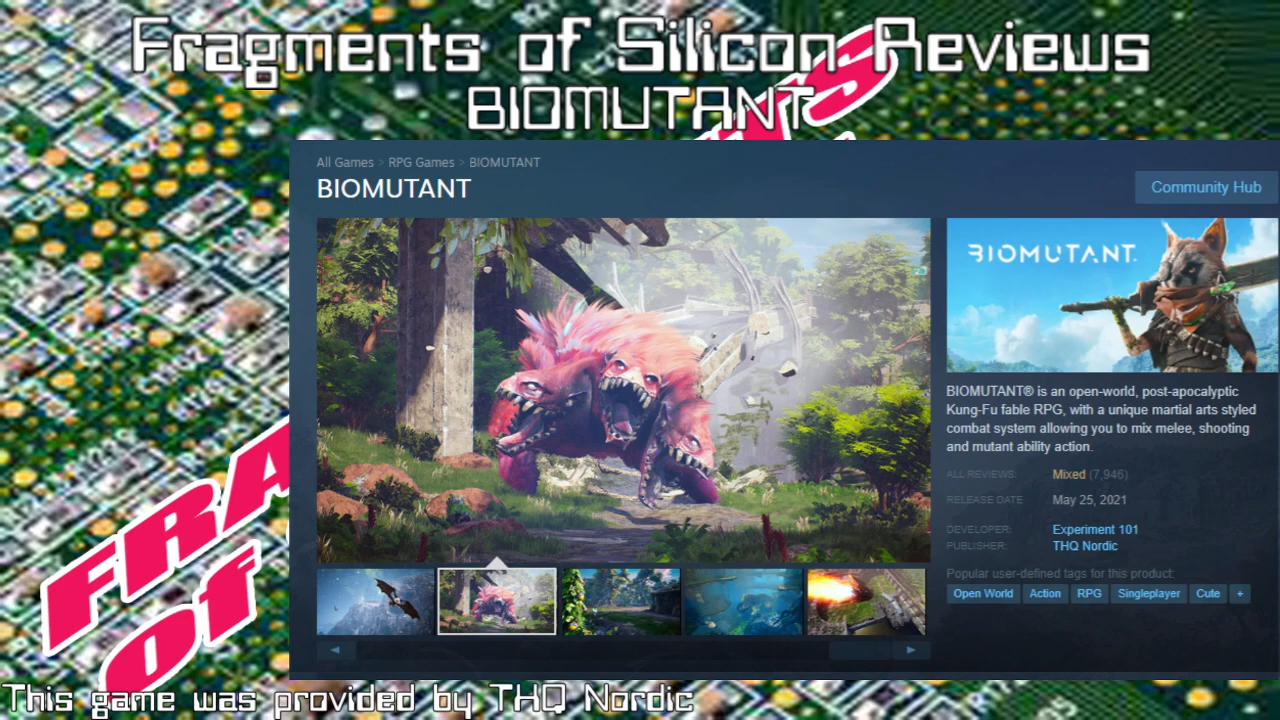 Fragments of Silicon Reviews
BIOMUTANT
All Games > RPG Games > BIOMUTANT
BIOMUTANT
Community Hub
BIOMUTANT
BIOMUTANT® is an open-world, post-apocalyptic
Kung-Fu fable RPG, with a unique martial arts styled
combat system allowing you to mix melee, shooting
and mutant ability action.
ALL REVIEWS: Mixed (7,946)
RELEASE DATE: May 25, 2021
DEVELOPER: Experiment 101
PUBLISHER: THQ Nordic
Popular user-defined tags for this product:
Open World Action RPG Singleplayer Cute +
FRA
Of
This game was provided by THQ Nordic